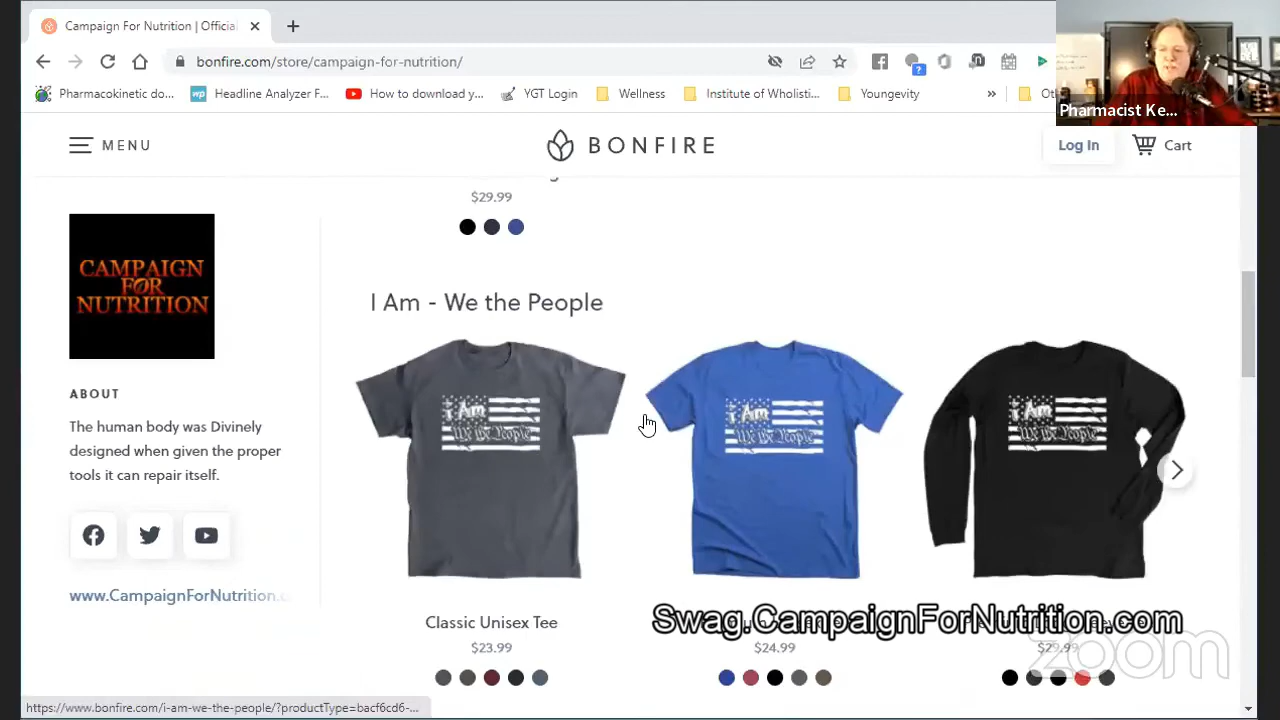 Campaign For Nutrition | Official
bonfire.com/store/campaign-for-nutrition/
Pharmacokinetic do...
wp
Headline Analyzer F...
How to download y...
YGT Login
Wellness
Institute of Wholisti...
Youngevity
»
Pharmacist Ke...
MENU
BONFIRE
Log In
Cart
$29.99
CAMPAIGN
FOR
NUTRITION
I Am - We the People
i Am
We the People
i Am
We the People
i Am
We the People
ABOUT
The human body was Divinely
designed when given the proper
tools it can repair itself.
www.CampaignForNutrition.
Classic Unisex Tee
Swag.CampaignForNutrition.com
$23.99
$24.99
$29.99
zoom
https://www.bonfire.com/i-am-we-the-people/?productType=bacf6cd6-...